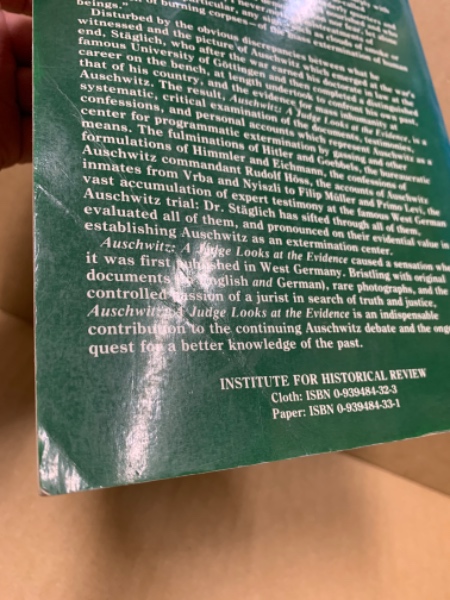 of burning corpses
beings."
Disturbed by the obvious discrepancies between what he
witnessed and the picture of Auschwitz which emerged at the war's
end, Stäglich, who after the war earned his doctorate in law at the
famous University of Göttingen and then completed a distinguished
career on the bench, at length undertook to confront his own past,
that of his country, and the evidence for mass inhumanity at
Auschwitz. The result, Auschwitz: A Judge Looks at the Evidence, is a
systematic, critical examination of the documents, testimonies,
confessions, and personal accounts which represent Auschwitz as a
center for programmatic extermination by gassing and other
means. The fulminations of Hitler and Goebbels, the bureaucratic
formulations of Himmler and Eichmann, the confessions of
Auschwitz commandant Rudolf Höss, the accounts of Auschwitz
inmates from Vrba and Nyiszli to Filip Müller and Primo Levi, the
vast accumulation of expert testimony at the famous West German
Auschwitz trial: Dr. Stäglich has sifted through all of them,
evaluated all of them, and pronounced on their evidential value in
establishing Auschwitz as an extermination center.
Auschwitz: A Judge Looks at the Evidence caused a sensation when
it was first published in West Germany. Bristling with original
documents English and German), rare photographs, and the
controlled passion of a jurist in search of truth and justice,
Auschwitz: A Judge Looks at the Evidence is an indispensable
contribution to the continuing Auschwitz debate and the
quest for a better knowledge of the past.
INSTITUTE FOR HISTORICAL REVIEW
Cloth: ISBN 0-939484-32-3
Paper: ISBN 0-939484-33-1